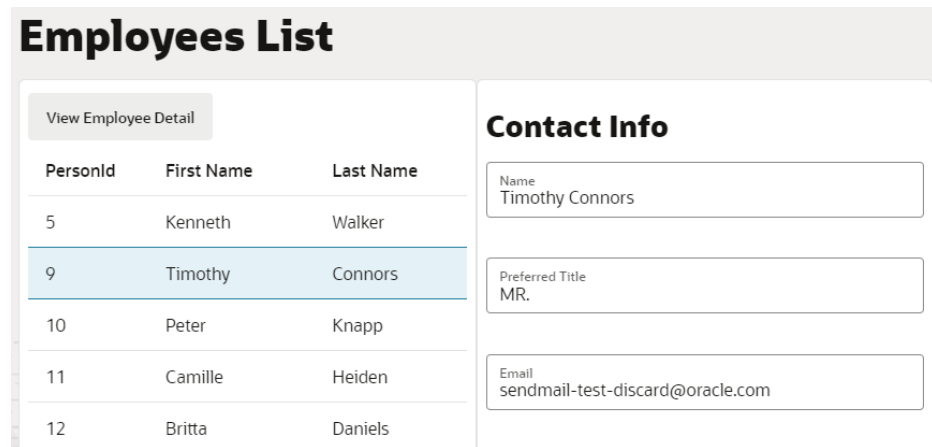 Employees List
View Employee Detail
PersonId First Name Last Name
5 Kenneth Walker
9 Timothy Connors
10 Peter Knapp
11 Camille Heiden
12 Britta Daniels
Contact Info
Name
Timothy Connors
Preferred Title
MR.
Email
sendmail-test-discard@oracle.com